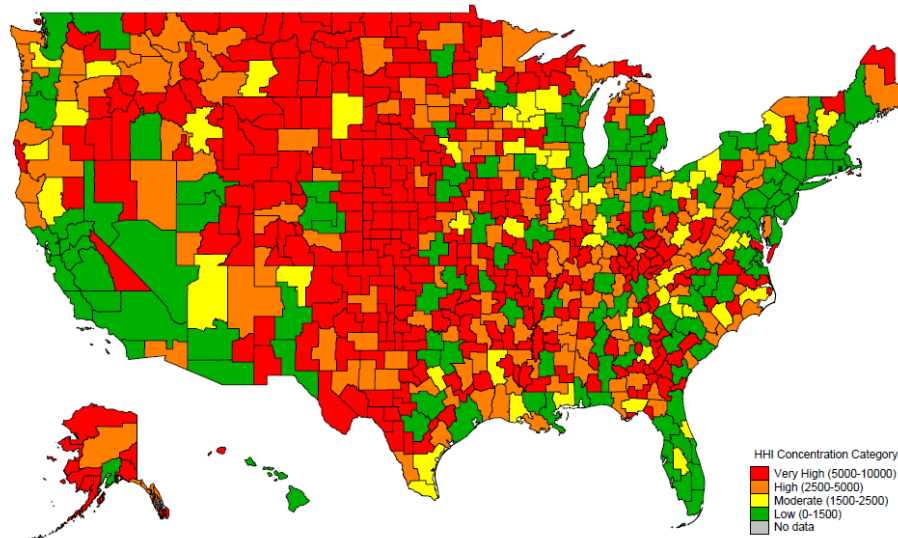 HHI Concentration Category
Very High (5000-10000)
High (2500-5000)
Moderate (1500-2500)
Low (0-1500)
No data